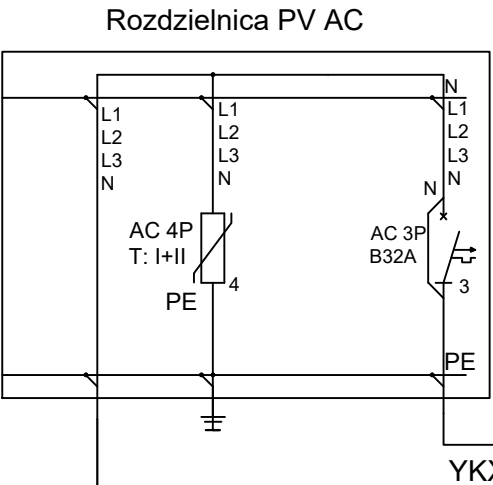 Rozdzielnica PV AC
N
L1
L2
L3
N
L1
L2
L3
N
L1
L2
L3
N
N
AC 4P
T: I+II
4
PE
AC 3P
B32A
3
PE